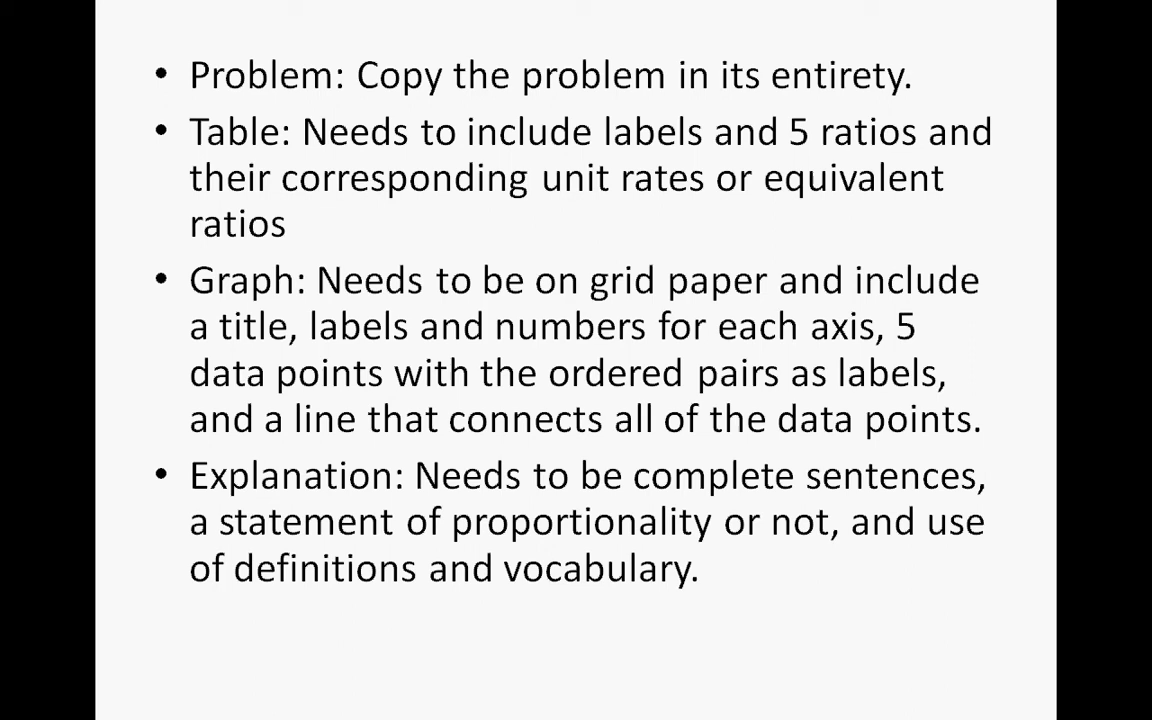 • Problem: Copy the problem in its entirety.
• Table: Needs to include labels and 5 ratios and
their corresponding unit rates or equivalent
ratios
• Graph: Needs to be on grid paper and include
a title, labels and numbers for each axis, 5
data points with the ordered pairs as labels,
and a line that connects all of the data points.
• Explanation: Needs to be complete sentences,
a statement of proportionality or not, and use
of definitions and vocabulary.